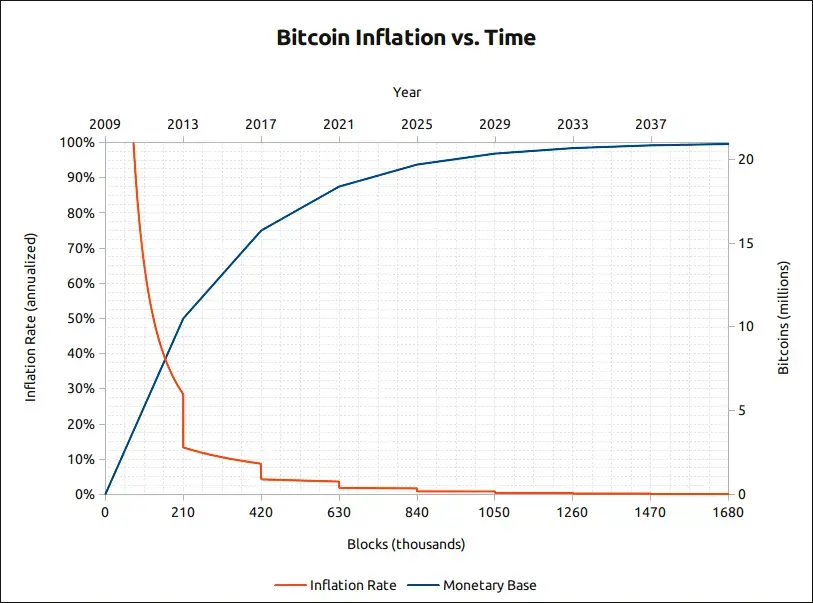 Bitcoin Inflation vs. Time
Year
2009 2013 2017 2021 2025 2029 2033 2037
100%
90%
80%
70%
60%
50%
40%
30%
20%
10%
0%
Inflation Rate (annualized)
20
15
10
5
0
Bitcoins (millions)
0 210 420 630 840 1050 1260 1470 1680
Blocks (thousands)
Inflation Rate Monetary Base